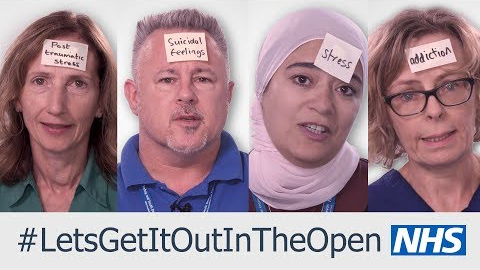 Post
traumatic
stress
Suicidal
feelings
stress
addiction
#LetsGetItOutInTheOpen NHS